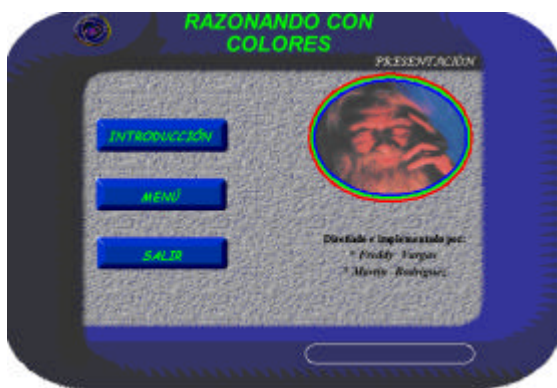 RAZONANDO CON
COLORES
PRESENTACIÓN
INTRODUCCIÓN
MENÚ
SALIR
Diseñado e implementado por:
* Freddy Vargas
* Martín Rodríguez